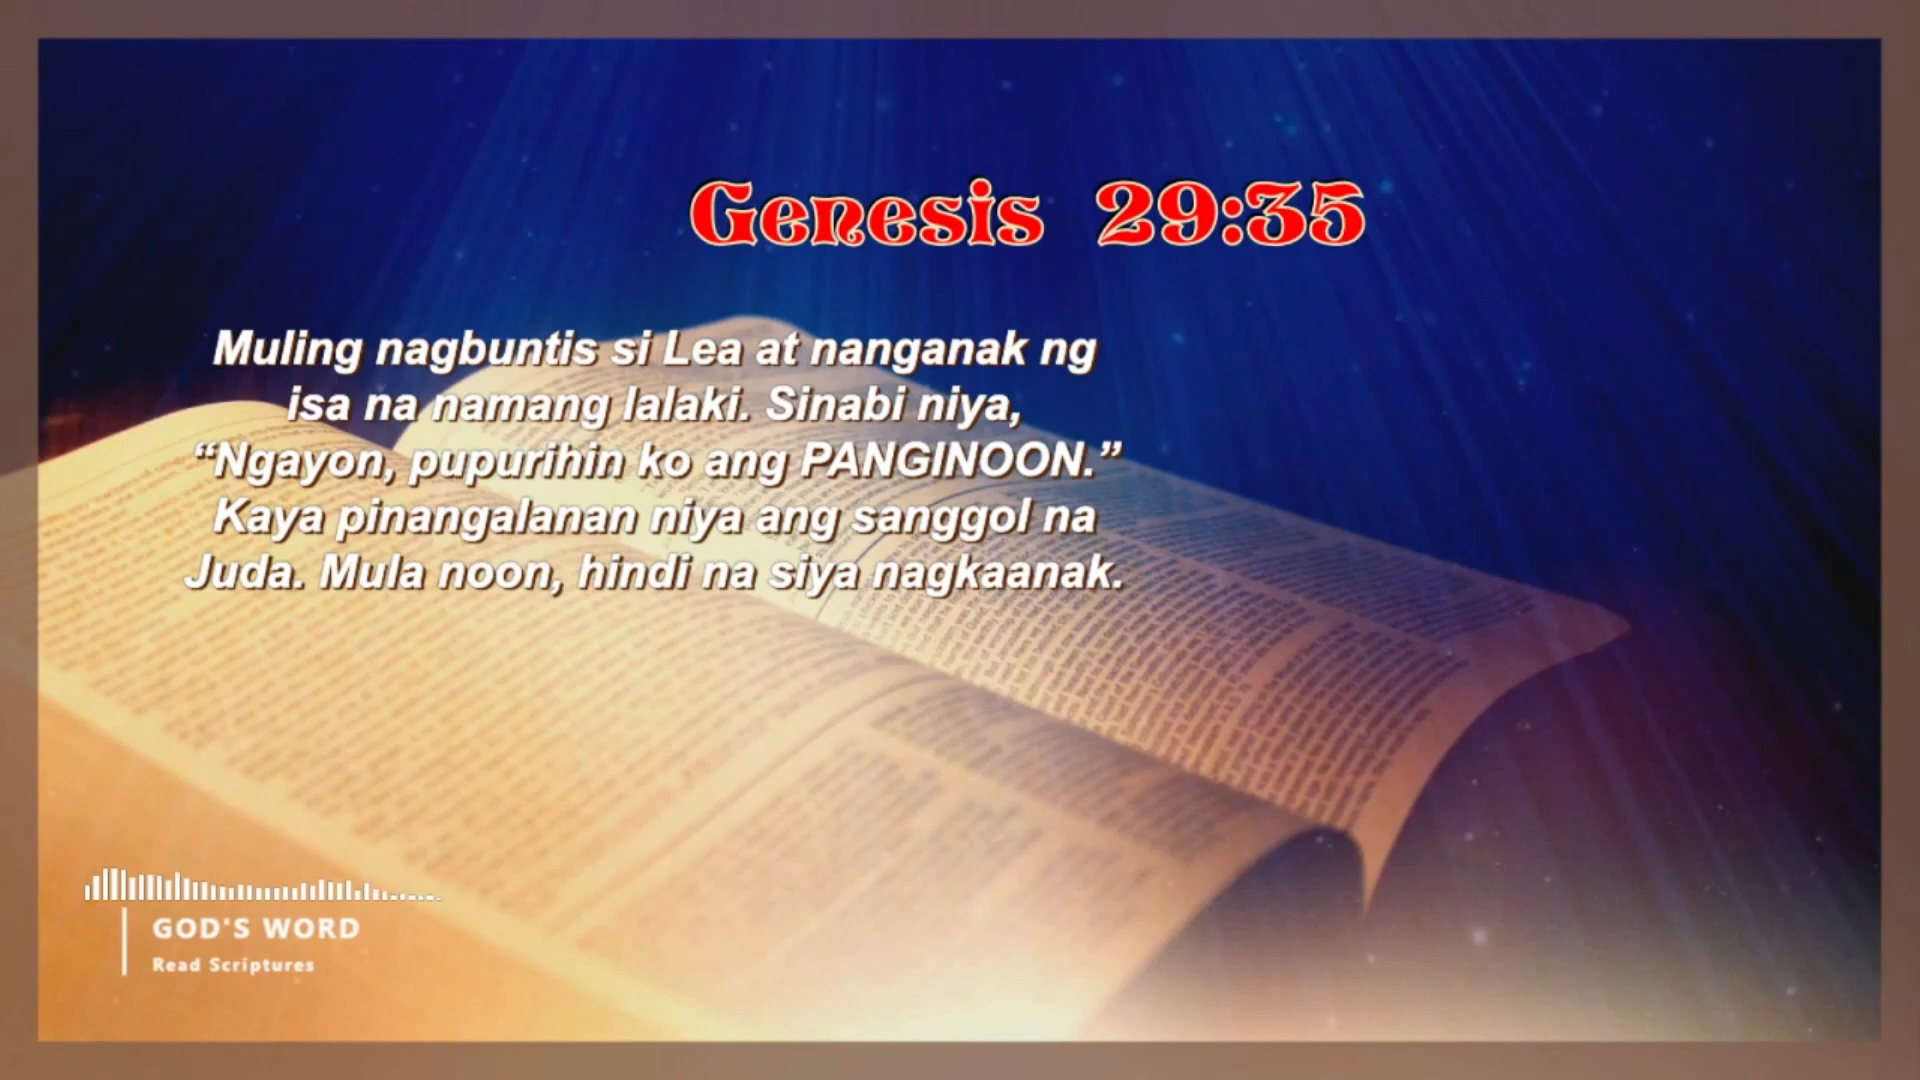 Genesis 29:35
Muling nagbuntis si Lea at nanganak ng
isa na namang lalaki. Sinabi niya,
“Ngayon, pupurihin ko ang PANGINOON.”
Kaya pinangalanan niya ang sanggol na
Juda. Mula noon, hindi na siya nagkaanak.
GOD'S WORD
Read Scriptures